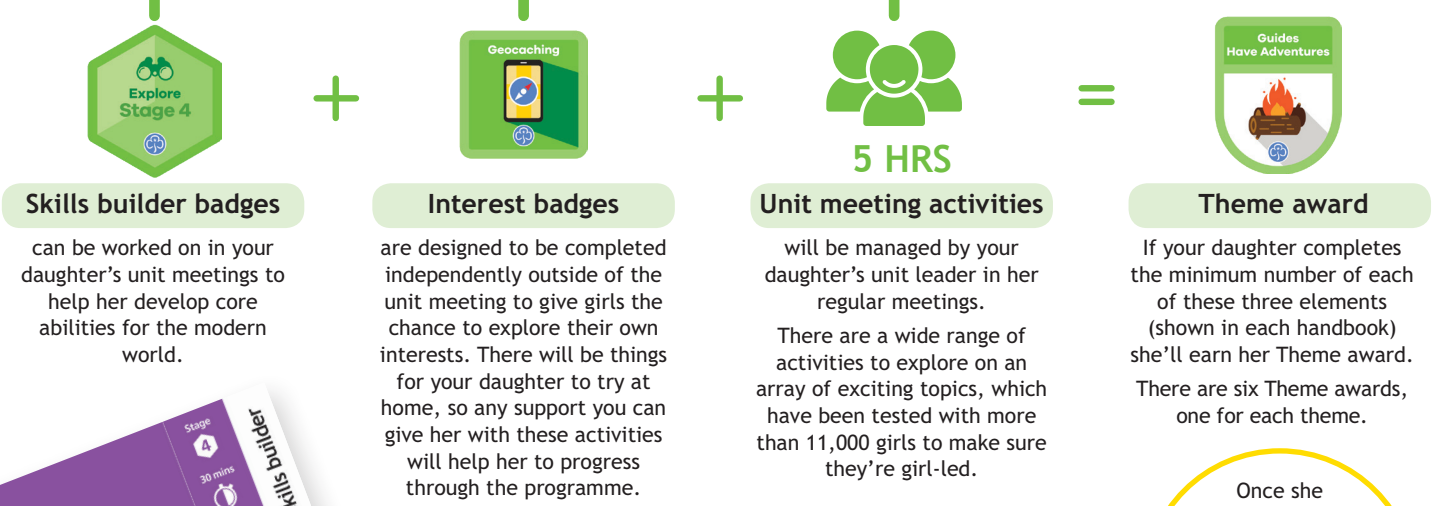 Explore
Stage 4
Skills builder badges
can be worked on in your
daughter's unit meetings to
help her develop core
abilities for the modern
world.
Stage
4
30 mins
kills builder
+
Geocaching
Interest badges
are designed to be completed
independently outside of the
unit meeting to give girls the
chance to explore their own
interests. There will be things
for your daughter to try at
home, so any support you can
give her with these activities
will help her to progress
through the programme.
+
5 HRS
Unit meeting activities
will be managed by your
daughter's unit leader in her
regular meetings.
There are a wide range of
activities to explore on an
array of exciting topics, which
have been tested with more
than 11,000 girls to make sure
they're girl-led.
=
Guides
Have Adventures
Theme award
If your daughter completes
the minimum number of each
of these three elements
(shown in each handbook)
she'll earn her Theme award.
There are six Theme awards,
one for each theme.
Once she